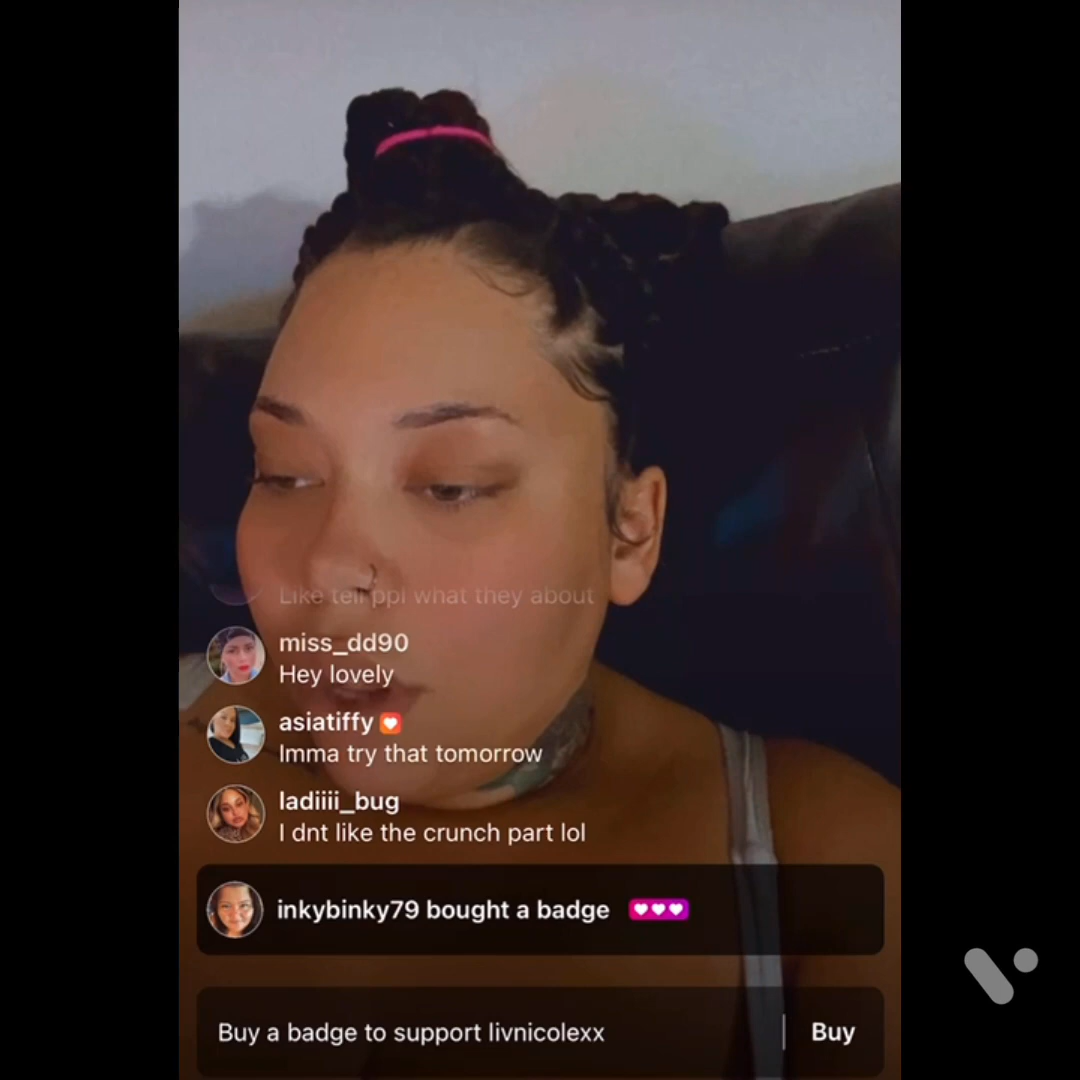 Like tell ppl what they about
miss_dd90
Hey lovely
asiatiffy
Imma try that tomorrow
ladiiii_bug
I dnt like the crunch part lol
inkybinky79 bought a badge
Buy a badge to support livnicolexx
Buy